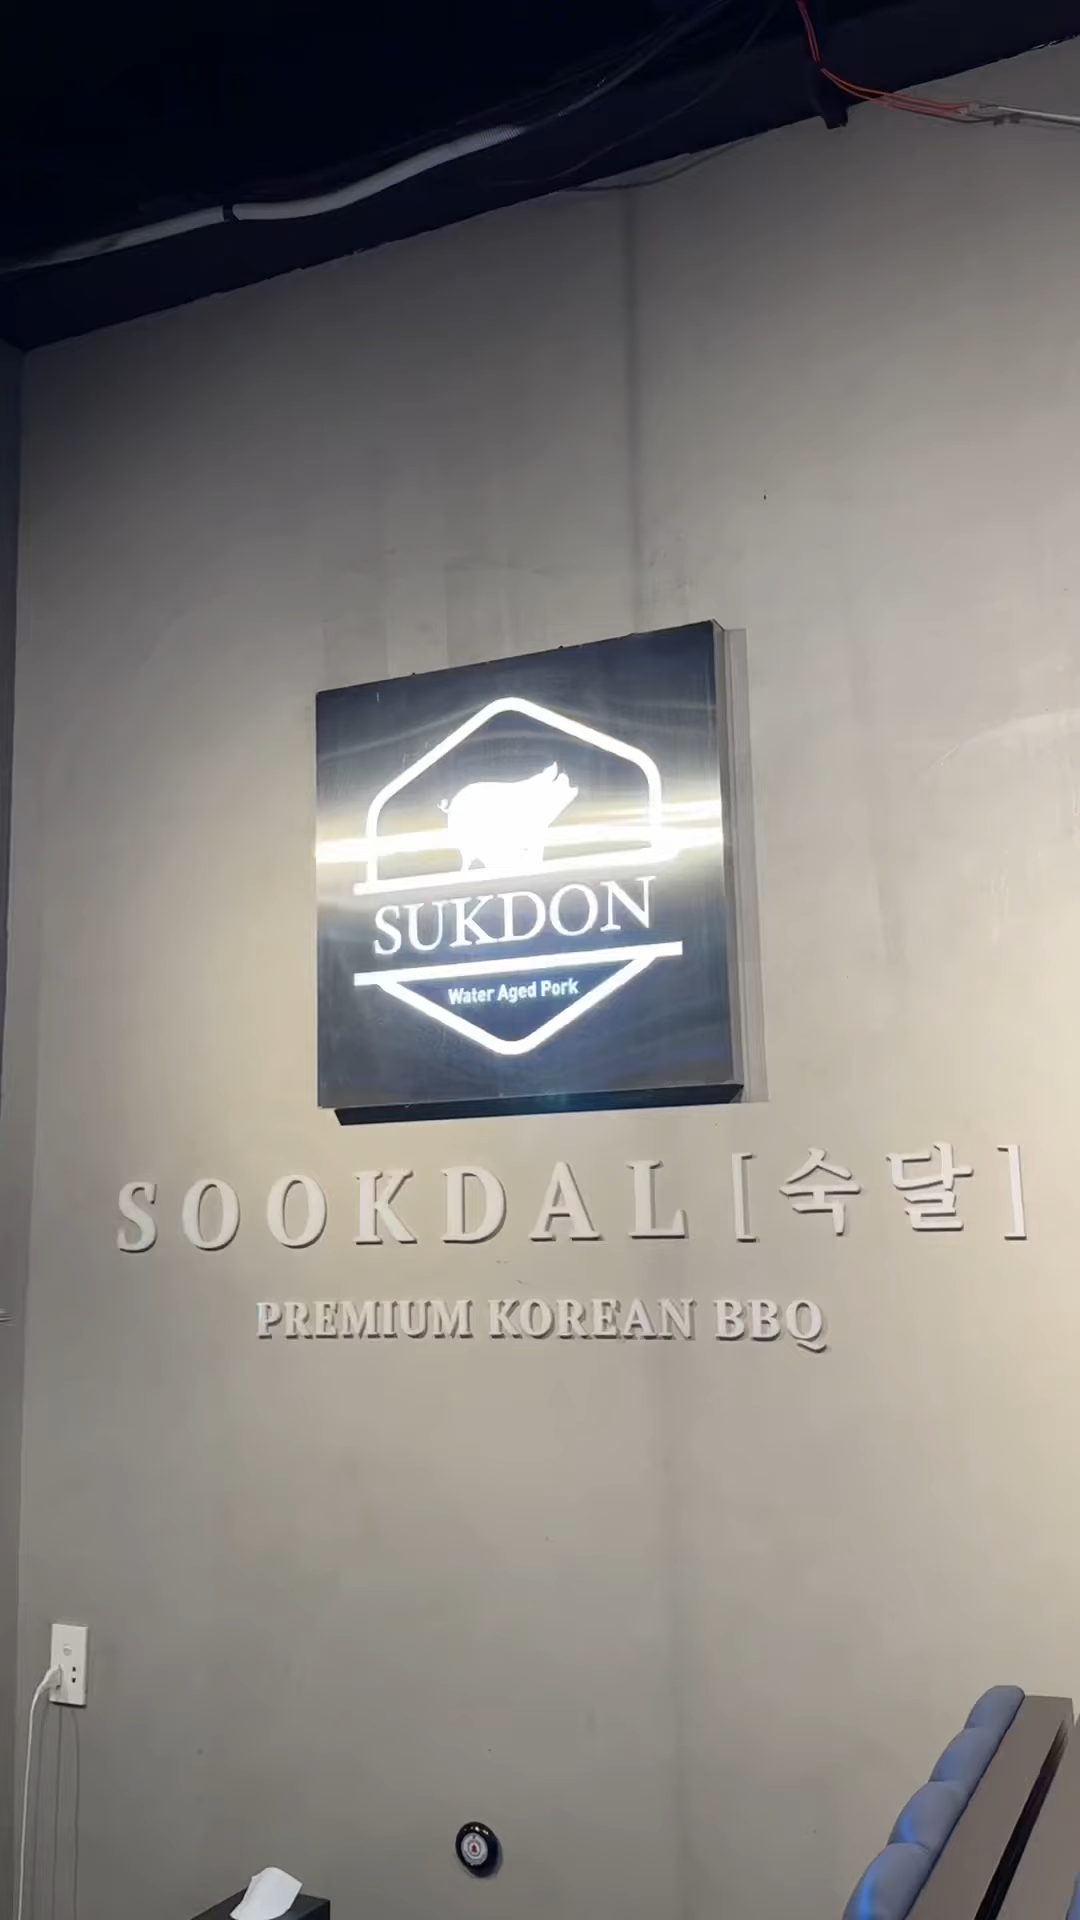 SUKDON
Water Aged Pork
SOOKDAL [숙달]
PREMIUM KOREAN BBQ